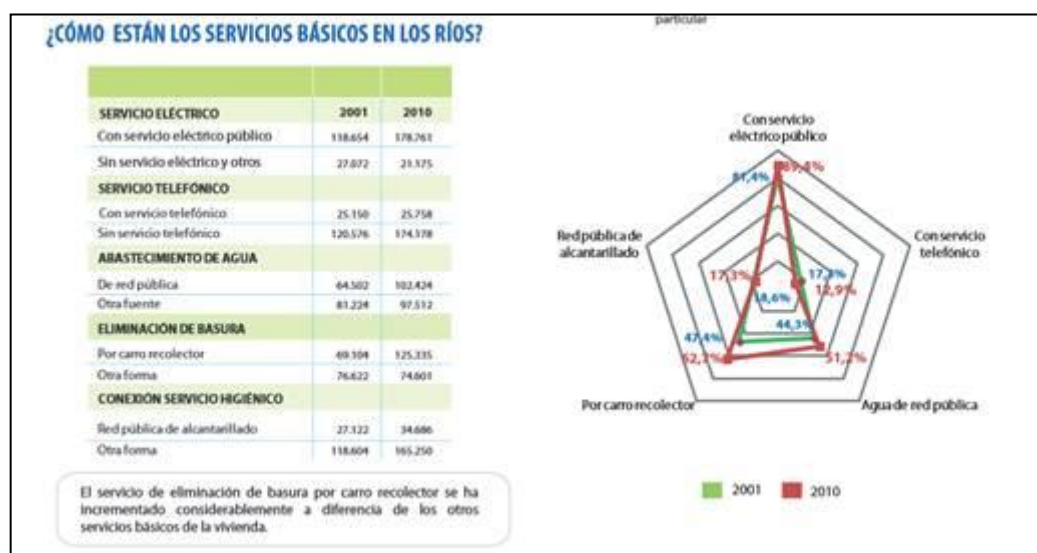 particular
¿CÓMO ESTÁN LOS SERVICIOS BÁSICOS EN LOS RÍOS?
SERVICIO ELÉCTRICO 2001 2010
Con servicio eléctrico público 118.654 178.761
Sin servicio eléctrico y otros 27.072 21.175
SERVICIO TELEFÓNICO
Con servicio telefónico 25.150 25.758
Sin servicio telefónico 120.576 174.178
ABASTECIMIENTO DE AGUA
De red pública 64.502 102.424
Otra fuente 81.224 97.512
ELIMINACIÓN DE BASURA
Por carro recolector 69.104 125.335
Otra forma 76.622 74.601
CONEXIÓN SERVICIO HIGIÉNICO
Red pública de alcantarillado 27.122 34.686
Otra forma 118.604 165.250
El servicio de eliminación de basura por carro recolector se ha
incrementado considerablemente a diferencia de los otros
servicios básicos de la vivienda.
Con servicio
eléctrico público
81,4% 89,4%
Red pública de
alcantarillado
Con servicio
telefónico
17,3% 17,3%
12,9%
18,6%
44,3%
47,4%
62,7% 51,2%
Por carro recolector
Agua de red pública
2001 2010